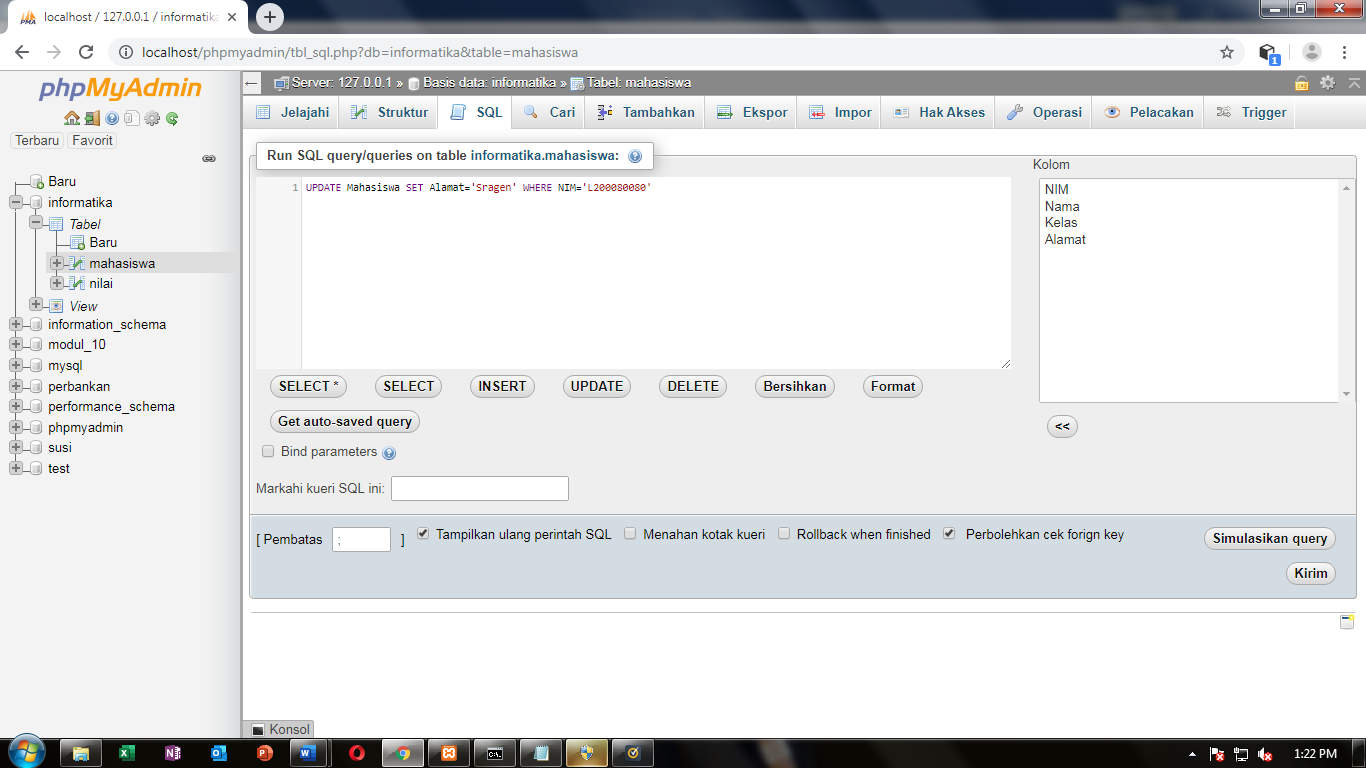 localhost / 127.0.0.1 / informatika
localhost/phpmyadmin/tbl_sql.php?db=informatika&table=mahasiswa
1
phpMyAdmin
Terbaru Favorit
Baru
informatika
Tabel
Baru
mahasiswa
nilai
View
information_schema
modul_10
mysql
perbankan
performance_schema
phpmyadmin
susi
test
Server: 127.0.0.1 » Basis data: informatika » Tabel: mahasiswa
Jelajahi Struktur SQL Cari Tambahkan Ekspor Impor Hak Akses Operasi Pelacakan Trigger
Run SQL query/queries on table informatika.mahasiswa:
1 UPDATE Mahasiswa SET Alamat='Sragen' WHERE NIM='L200080080'
Kolom
NIM
Nama
Kelas
Alamat
<<
SELECT * SELECT INSERT UPDATE DELETE Bersihkan Format
Get auto-saved query
Bind parameters
Markahi kueri SQL ini:
[ Pembatas ; ] Tampilkan ulang perintah SQL Menahan kotak kueri Rollback when finished Perbolehkan cek forign key
Simulasikan query
Kirim
Konsol
1:22 PM